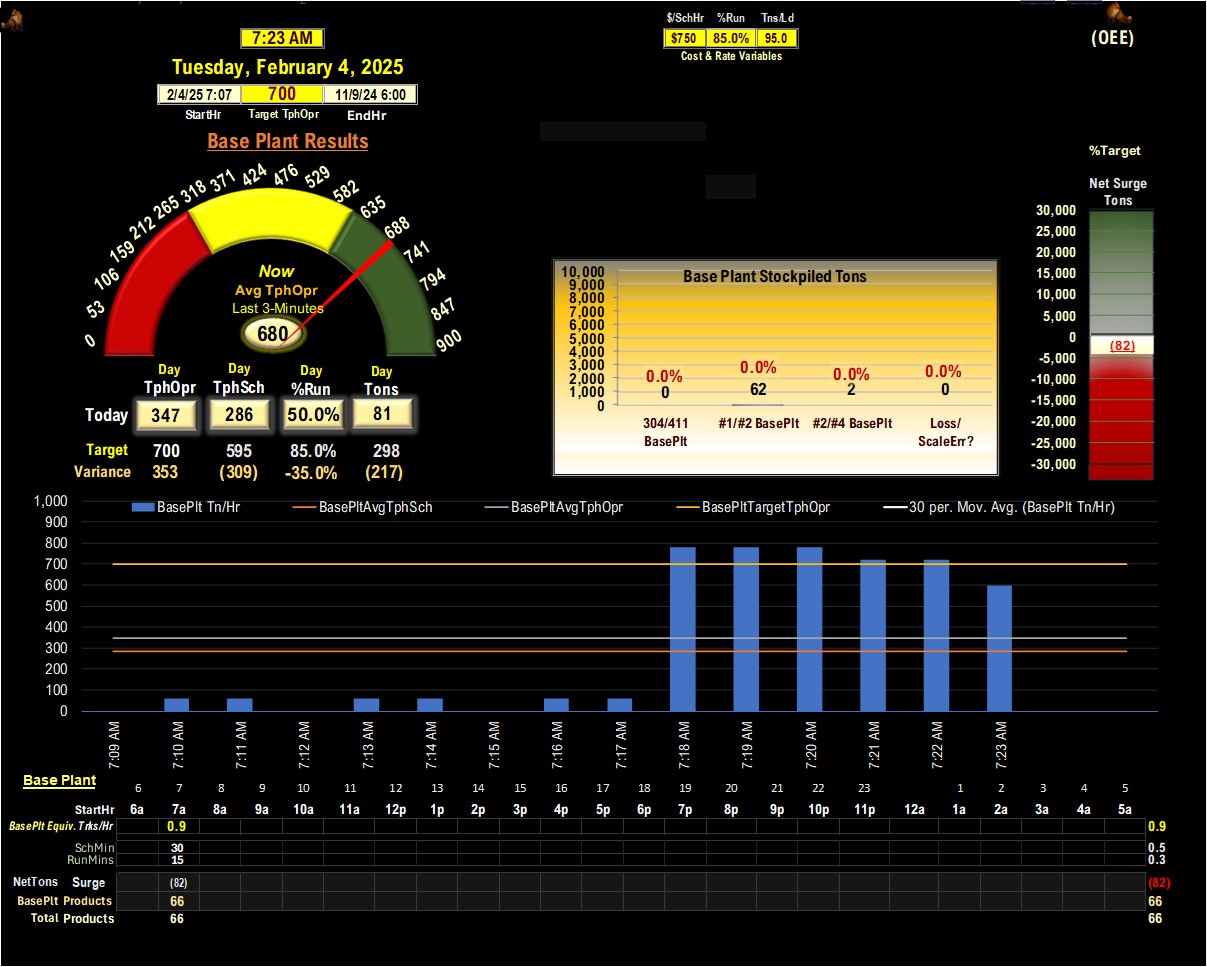 $/SchHr %Run Tns/Ld
7:23 AM
$750 85.0% 95.0
(OEE)
Cost & Rate Variables
Tuesday, February 4, 2025
2/4/25 7:07 700 11/9/24 6:00
StartHr Target TphOpr EndHr
Base Plant Results
%Target
Net Surge
Tons
0 53 106 159 212 265 318 371 424 476 529 582 635 688 741 794 847 900
Now
Avg TphOpr
Last 3-Minutes
680
30,000
25,000
20,000
15,000
10,000
5,000
0
(82)
-5,000
-10,000
-15,000
-20,000
-25,000
-30,000
Base Plant Stockpiled Tons
10,000
9,000
8,000
7,000
6,000
5,000
4,000
3,000
2,000
1,000
0
0.0% 0.0% 0.0% 0.0%
0 62 2 0
304/411 #1/#2 BasePlt #2/#4 BasePlt Loss/
BasePlt ScaleErr?
Day Day Day Day
TphOpr TphSch %Run Tons
Today 347 286 50.0% 81
Target 700 595 85.0% 298
Variance 353 (309) -35.0% (217)
BasePlt Tn/Hr BasePltAvgTphSch BasePltAvgTphOpr BasePltTargetTphOpr 30 per. Mov. Avg. (BasePlt Tn/Hr)
1,000
900
800
700
600
500
400
300
200
100
0
7:09 AM 7:10 AM 7:11 AM 7:12 AM 7:13 AM 7:14 AM 7:15 AM 7:16 AM 7:17 AM 7:18 AM 7:19 AM 7:20 AM 7:21 AM 7:22 AM 7:23 AM
Base Plant
6 7 8 9 10 11 12 13 14 15 16 17 18 19 20 21 22 23 1 2 3 4 5
StartHr 6a 7a 8a 9a 10a 11a 12p 1p 2p 3p 4p 5p 6p 7p 8p 9p 10p 11p 12a 1a 2a 3a 4a 5a
BasePlt Equiv. Trks/Hr 0.9 0.9
SchMin 30 0.5
RunMins 15 0.3
NetTons Surge (82) (82)
BasePlt Products 66 66
Total Products 66 66